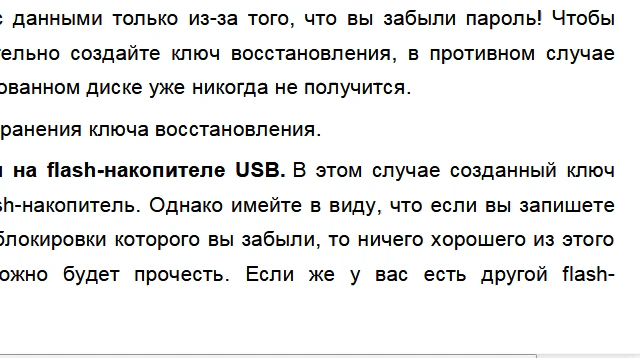 с данными только из-за того, что вы забыли пароль! Чтобы
тельно создайте ключ восстановления, в противном случае
ованном диске уже никогда не получится.
ранения ключа восстановления.
и на flash-накопителе USB. В этом случае созданный ключ
sh-накопитель. Однако имейте в виду, что если вы запишете
блокировки которого вы забыли, то ничего хорошего из этого
ожно будет прочесть. Если же у вас есть другой flash-